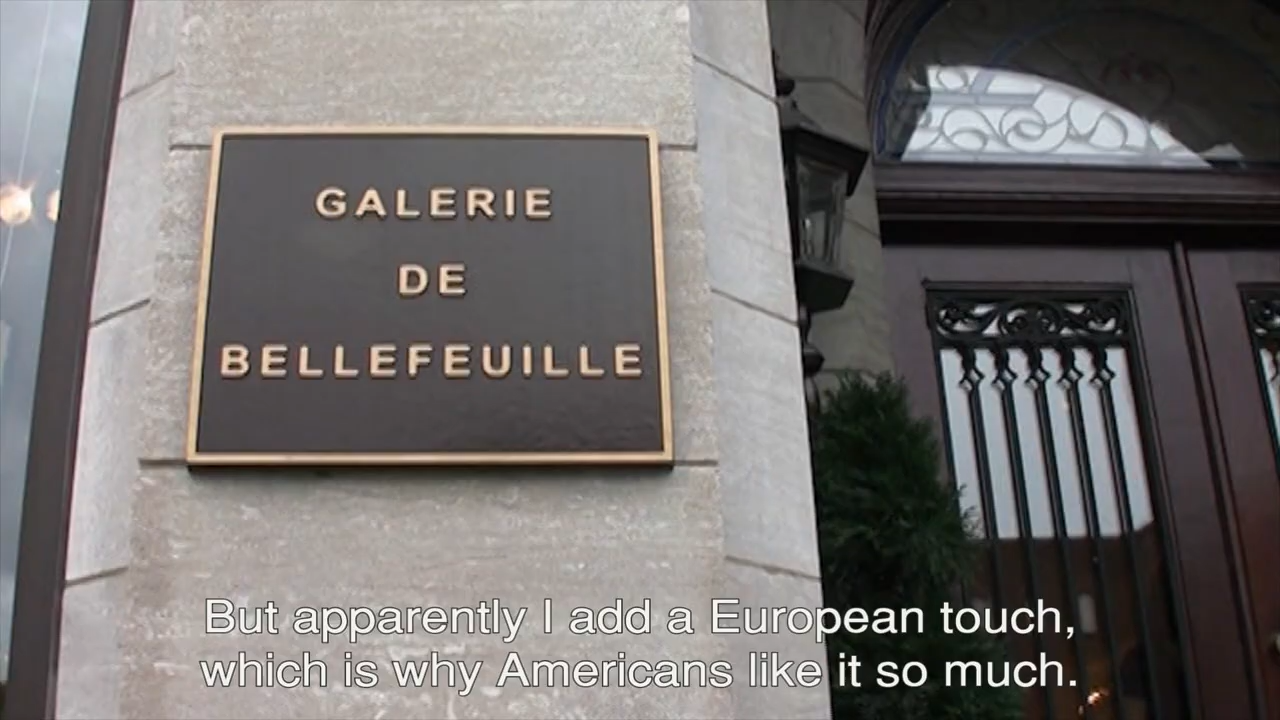 GALERIE
DE
BELLEFEUILLE
But apparently I add a European touch,
which is why Americans like it so much.